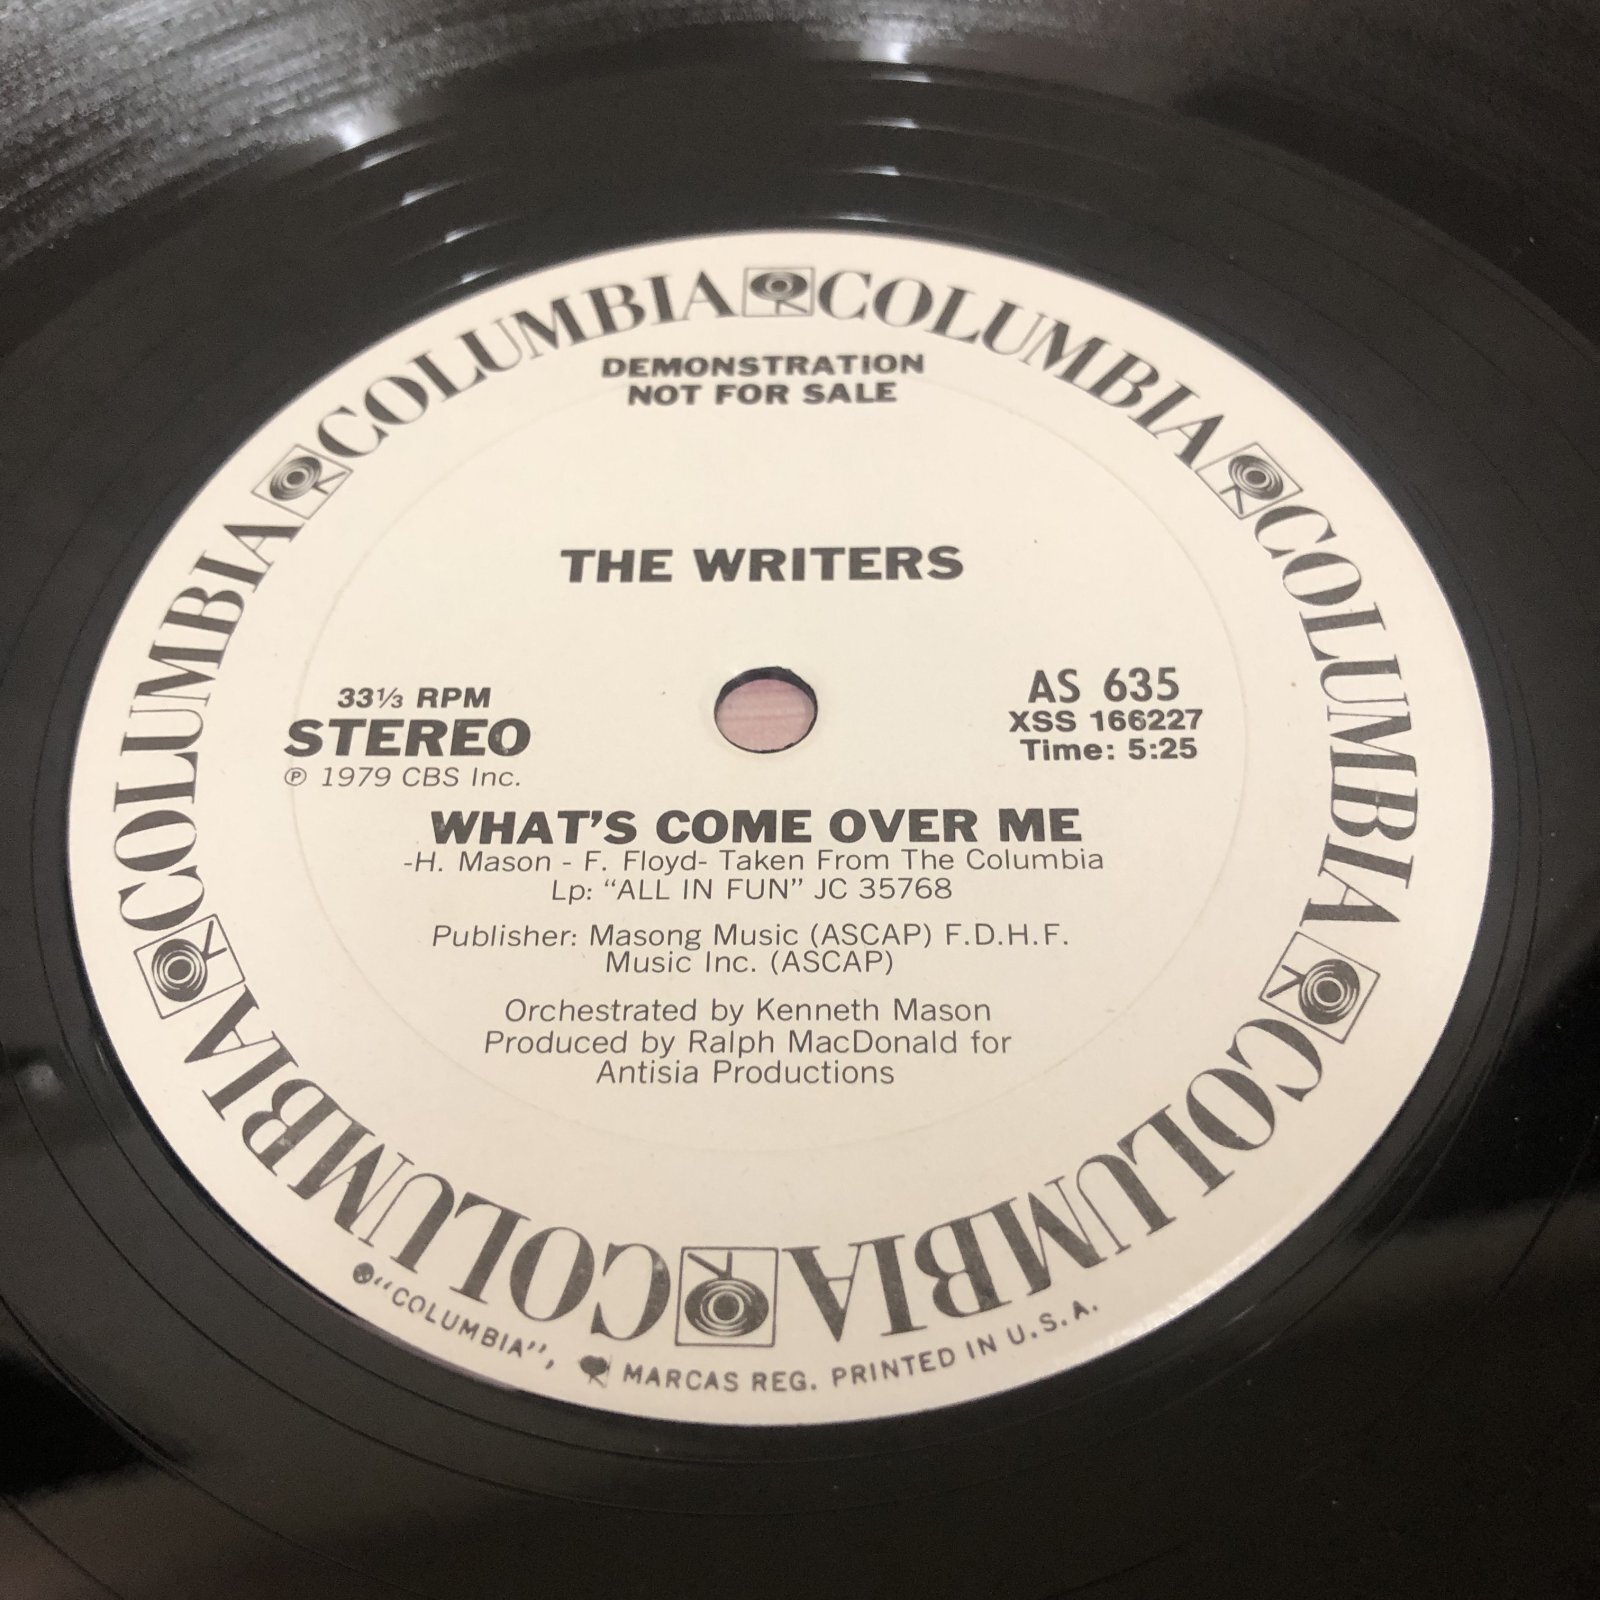 COLUMBIA COLUMBIA COLUMBIA COLUMBIA COLUMBIA COLUMBIA
DEMONSTRATION
NOT FOR SALE
THE WRITERS
33⅓ RPM
STEREO
℗ 1979 CBS Inc.
AS 635
XSS 166227
Time: 5:25
WHAT'S COME OVER ME
-H. Mason - F. Floyd- Taken From The Columbia
Lp: "ALL IN FUN" JC 35768
Publisher: Masong Music (ASCAP) F.D.H.F.
Music Inc. (ASCAP)
Orchestrated by Kenneth Mason
Produced by Ralph MacDonald for
Antisia Productions
"COLUMBIA", MARCAS REG. PRINTED IN U.S.A.